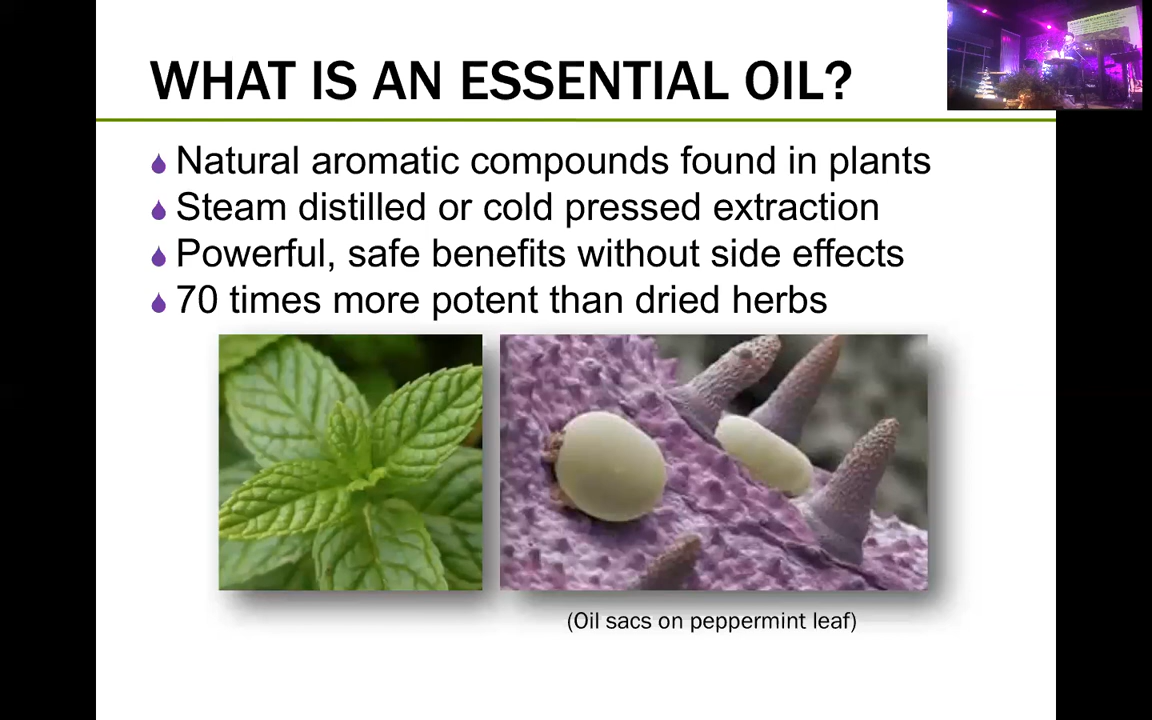 WHAT IS AN ESSENTIAL OIL?
Natural aromatic compounds found in plants
Steam distilled or cold pressed extraction
Powerful, safe benefits without side effects
70 times more potent than dried herbs
(Oil sacs on peppermint leaf)